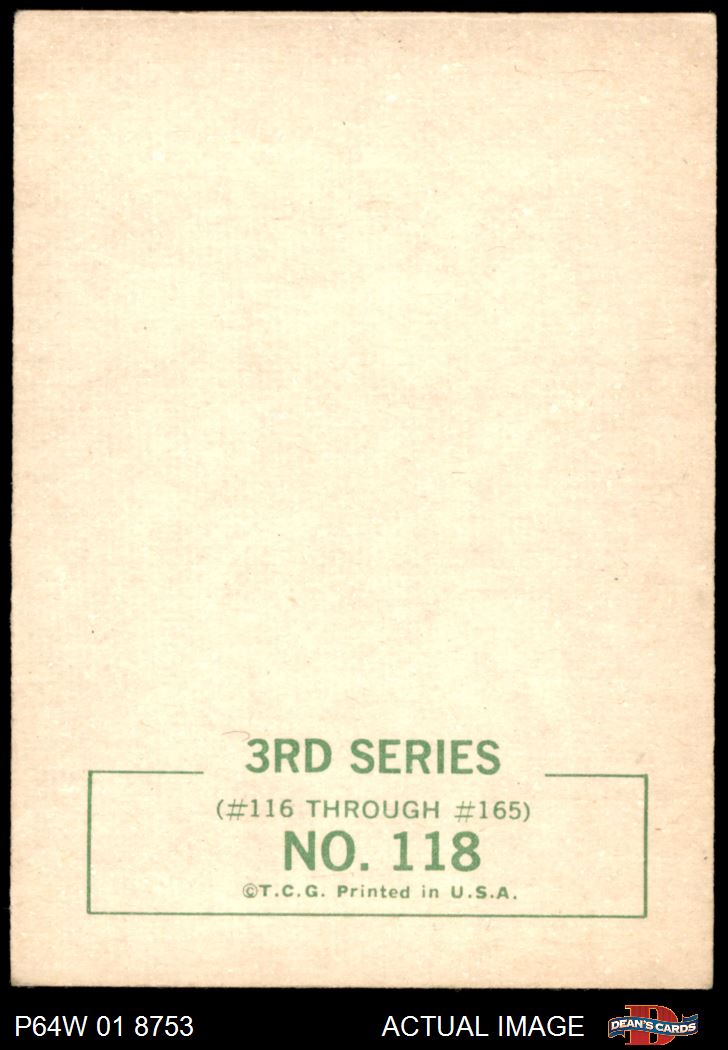 3RD SERIES
(#116 THROUGH #165)
NO. 118
©T.C.G. Printed in U.S.A.
P64W 01 8753
ACTUAL IMAGE
DEAN'S CARDS